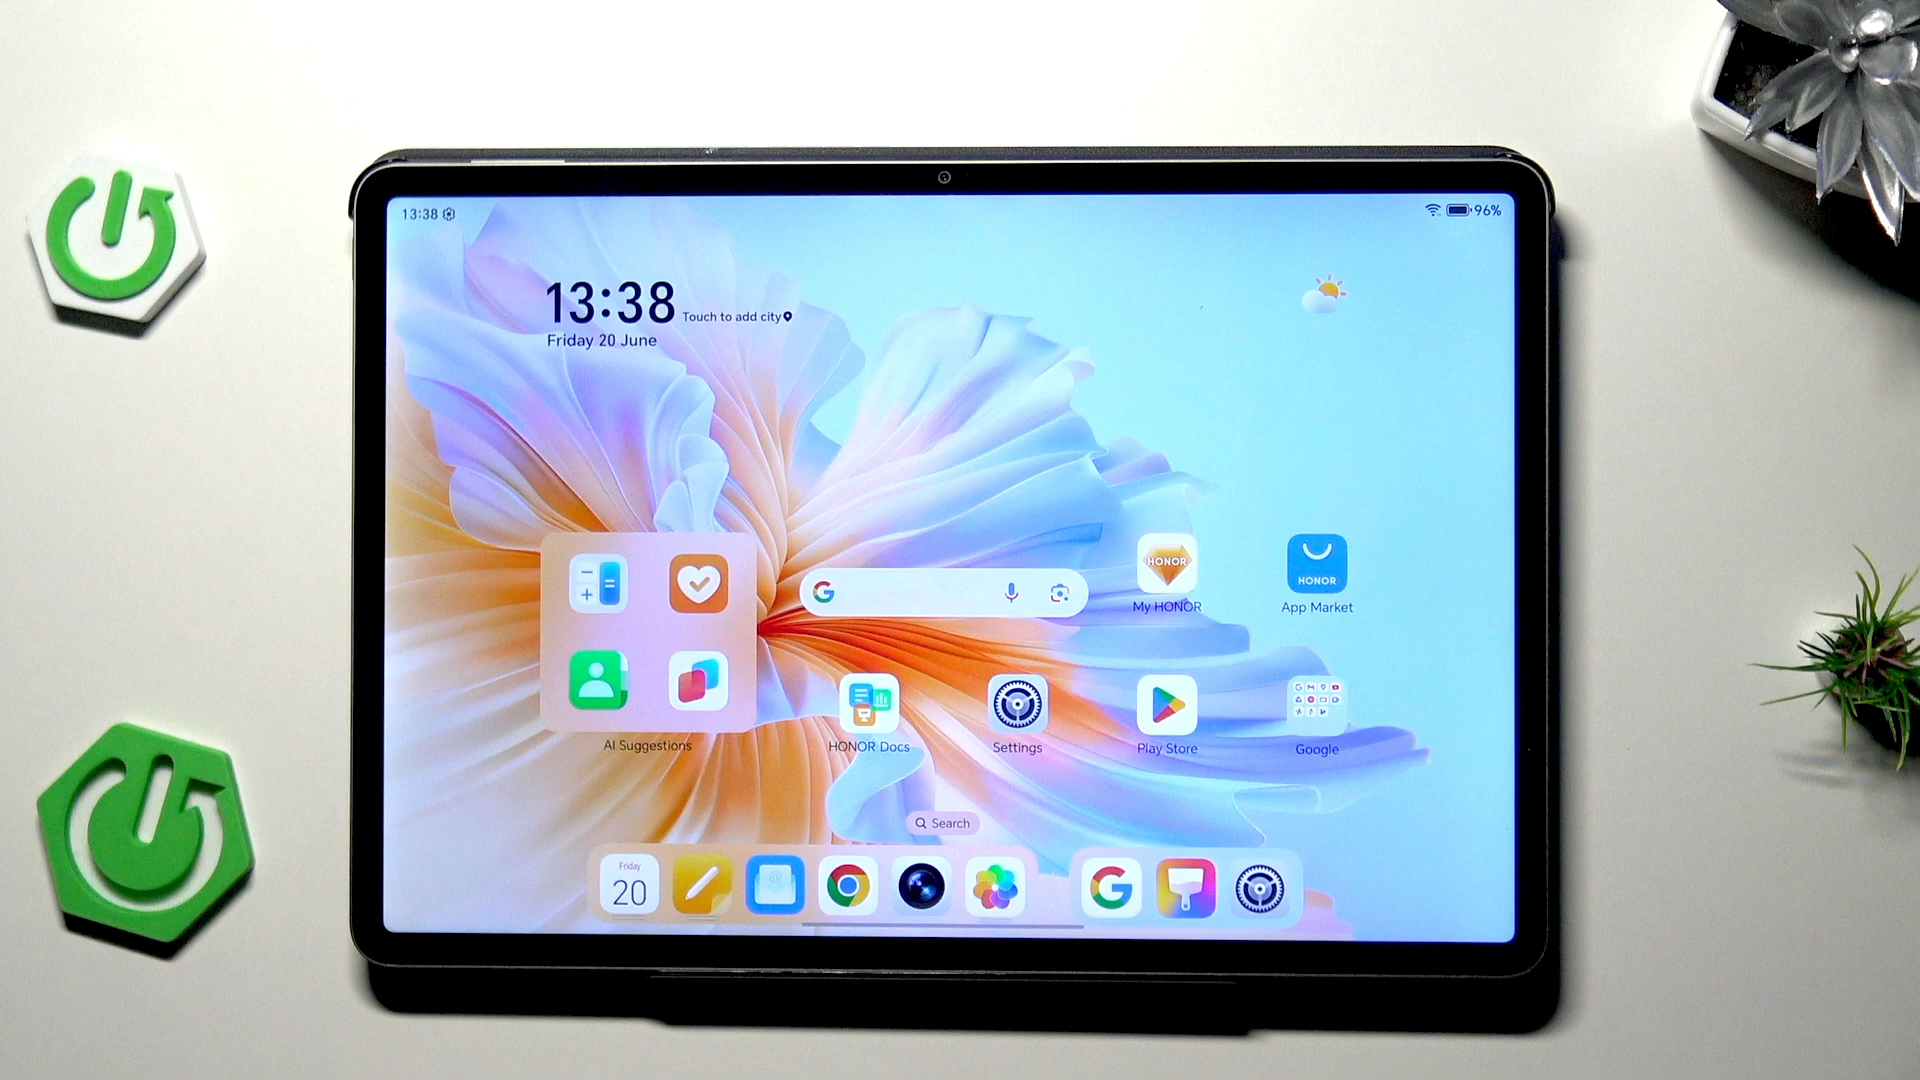 13:38
96%
13:38 Touch to add city
Friday 20 June
HONOR
HONOR
My HONOR
App Market
AI Suggestions
HONOR Docs
Settings
Play Store
Google
Search
Friday
20